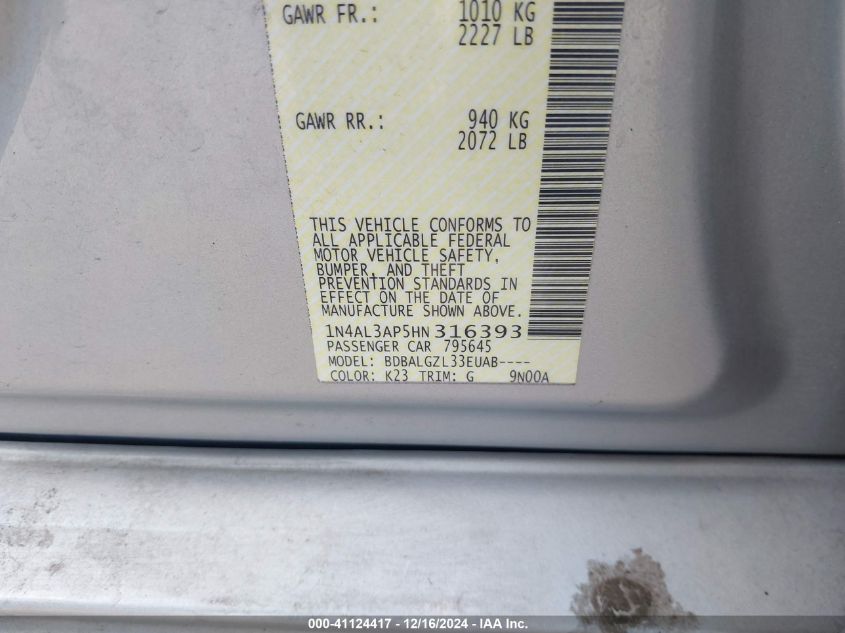 GAWR FR.: 1010 KG
2227 LB
GAWR RR.: 940 KG
2072 LB
THIS VEHICLE CONFORMS TO
ALL APPLICABLE FEDERAL
MOTOR VEHICLE SAFETY,
BUMPER, AND THEFT
PREVENTION STANDARDS IN
EFFECT ON THE DATE OF
MANUFACTURE SHOWN ABOVE.
1N4AL3AP5HN316393
PASSENGER CAR 795645
MODEL: BDBALGZL33EUAB----
COLOR: K23 TRIM: G 9N00A
000-41124417 - 12/16/2024 - IAA Inc.